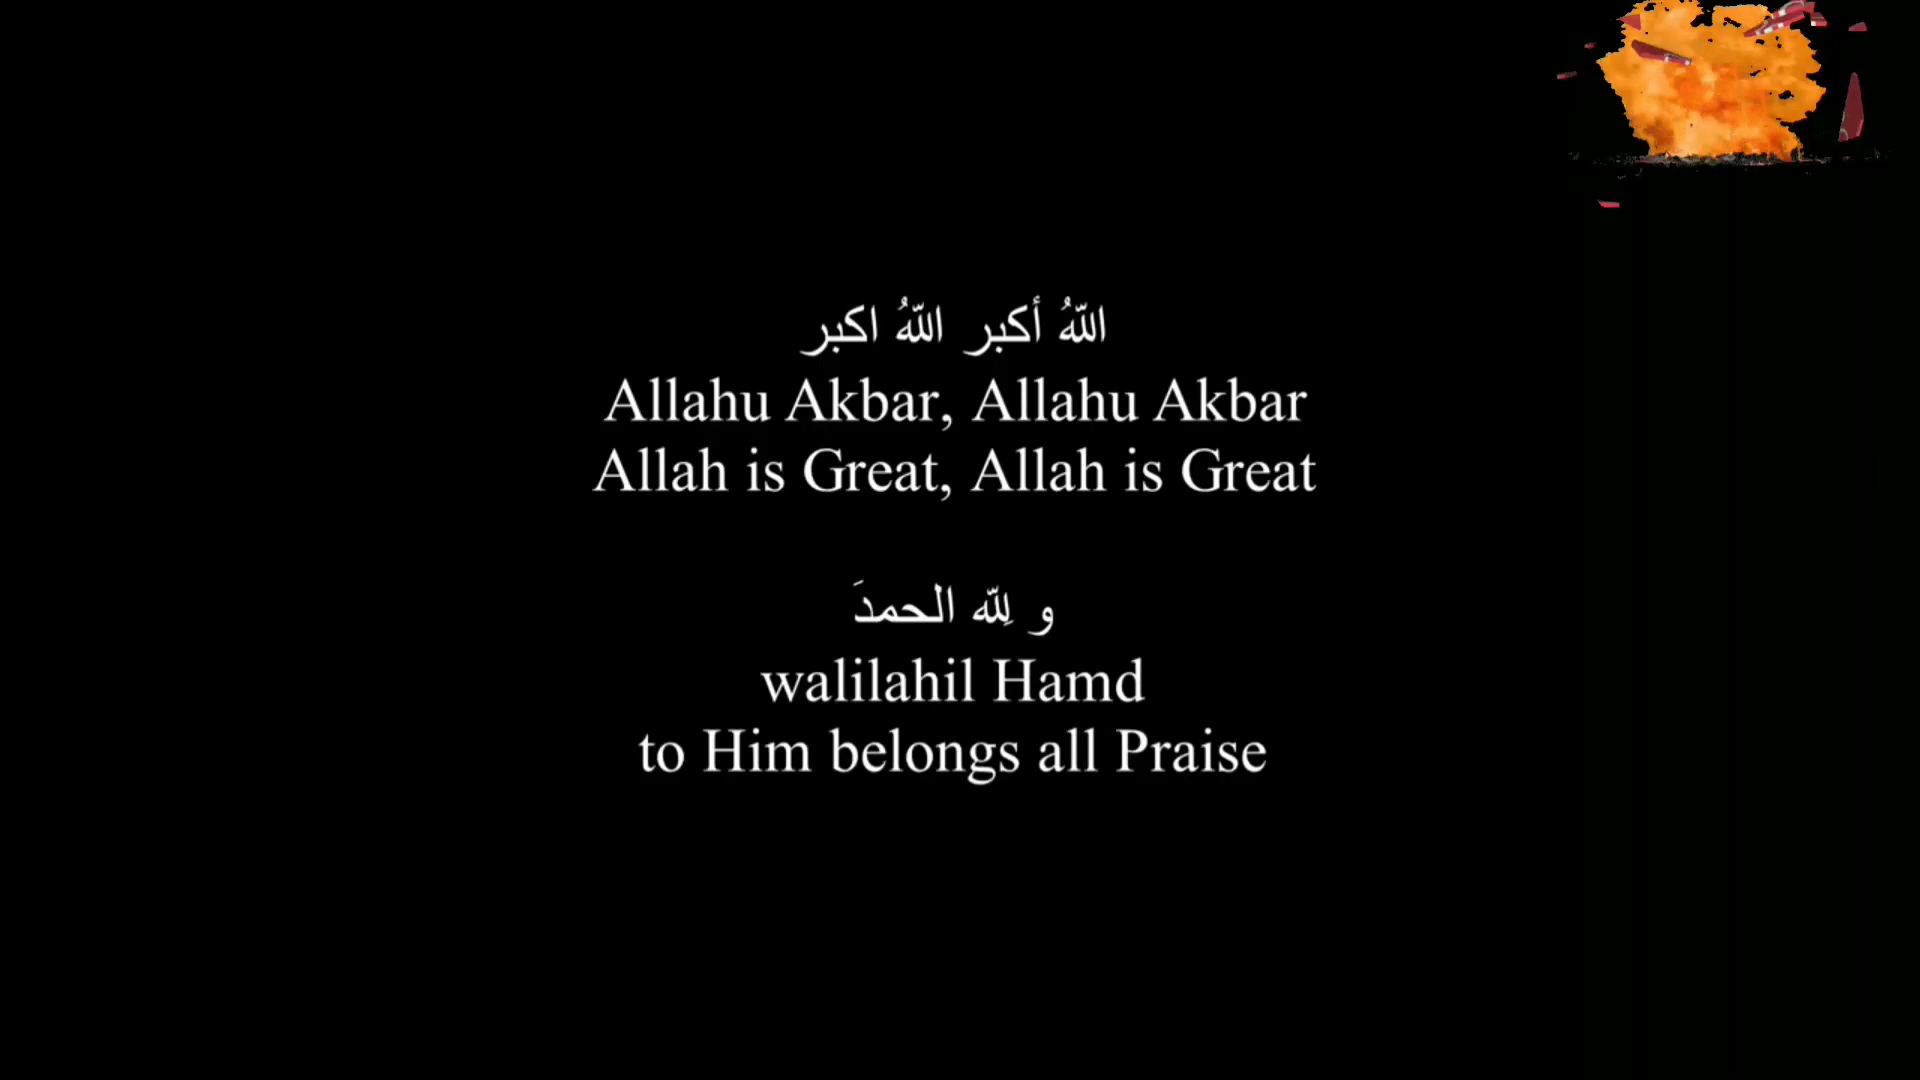 اللّهُ أكبر اللّهُ اكبر
Allahu Akbar, Allahu Akbar
Allah is Great, Allah is Great
و لِلّه الحمدَ
walilahil Hamd
to Him belongs all Praise